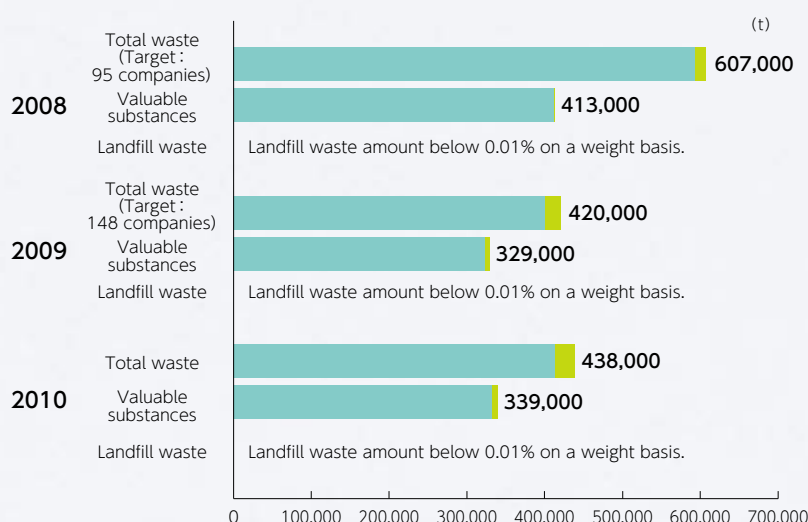 (t)
Total waste
(Target:
95 companies)
607,000
2008
Valuable
substances
413,000
Landfill waste
Landfill waste amount below 0.01% on a weight basis.
Total waste
(Target:
148 companies)
420,000
2009
Valuable
substances
329,000
Landfill waste
Landfill waste amount below 0.01% on a weight basis.
Total waste
438,000
2010
Valuable
substances
339,000
Landfill waste
Landfill waste amount below 0.01% on a weight basis.
0 100,000 200,000 300,000 400,000 500,000 600,000 700,000